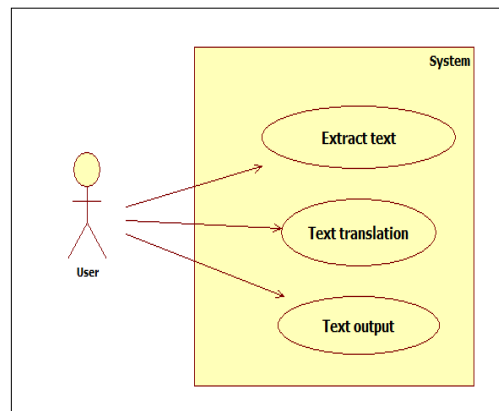 System
Extract text
Text translation
User
Text output